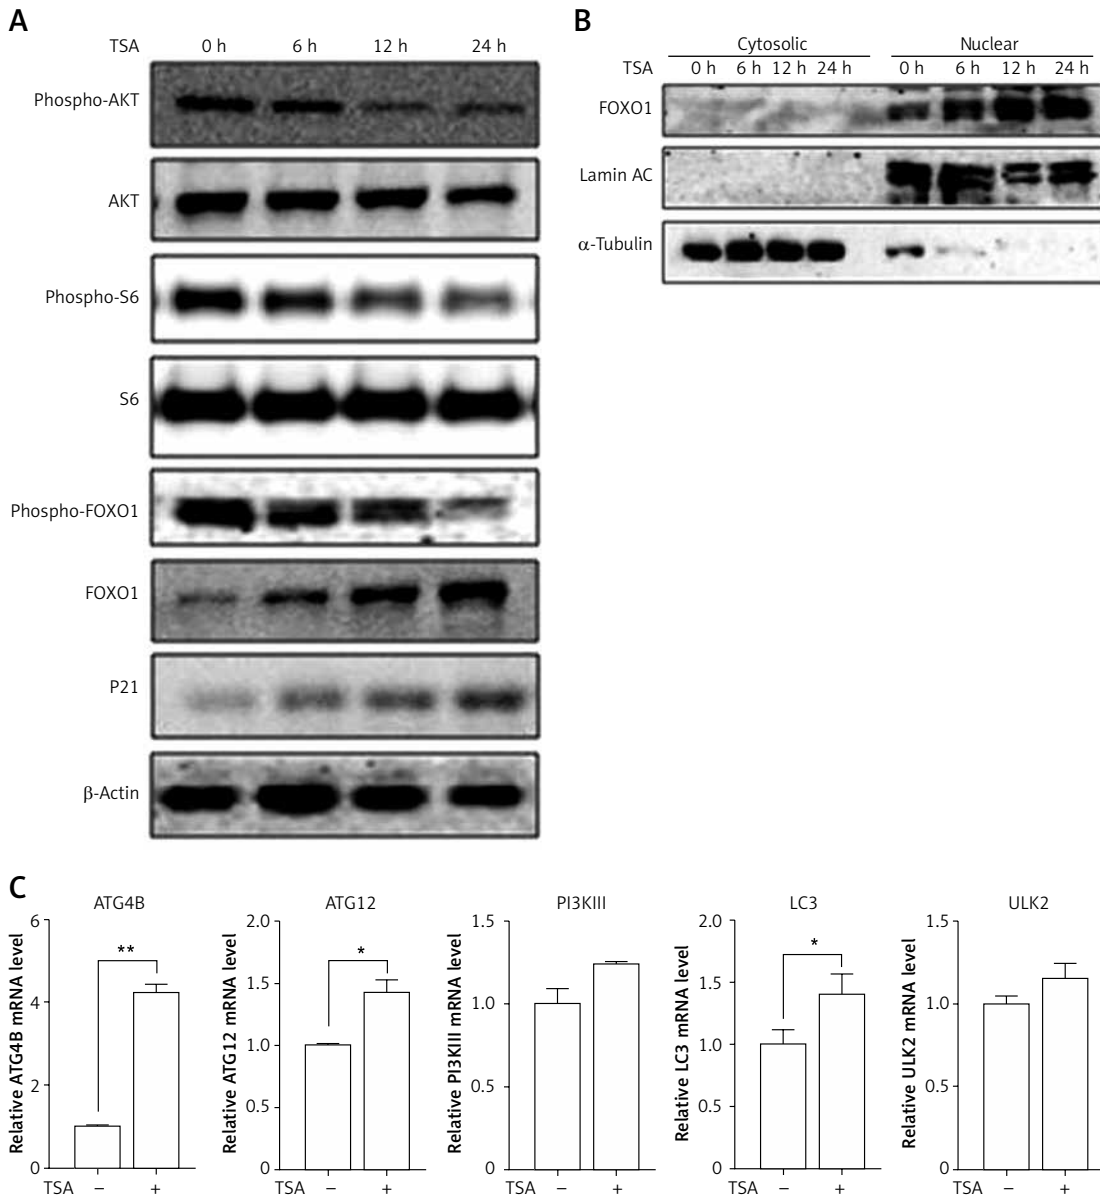 A
TSA 0 h 6 h 12 h 24 h
Phospho-AKT
AKT
Phospho-S6
S6
Phospho-FOXO1
FOXO1
P21
β-Actin
B
Cytosolic Nuclear
TSA 0 h 6 h 12 h 24 h 0 h 6 h 12 h 24 h
FOXO1
Lamin AC
α-Tubulin
C
ATG4B
Relative ATG4B mRNA level
6
4
2
0
**
TSA – +
ATG12
Relative ATG12 mRNA level
2.0
1.5
1.0
0.5
0
*
TSA – +
PI3KIII
Relative PI3KIII mRNA level
1.5
1.0
0.5
0
TSA – +
LC3
Relative LC3 mRNA level
2.0
1.5
1.0
0.5
0
*
TSA – +
ULK2
Relative ULK2 mRNA level
1.5
1.0
0.5
0
TSA – +